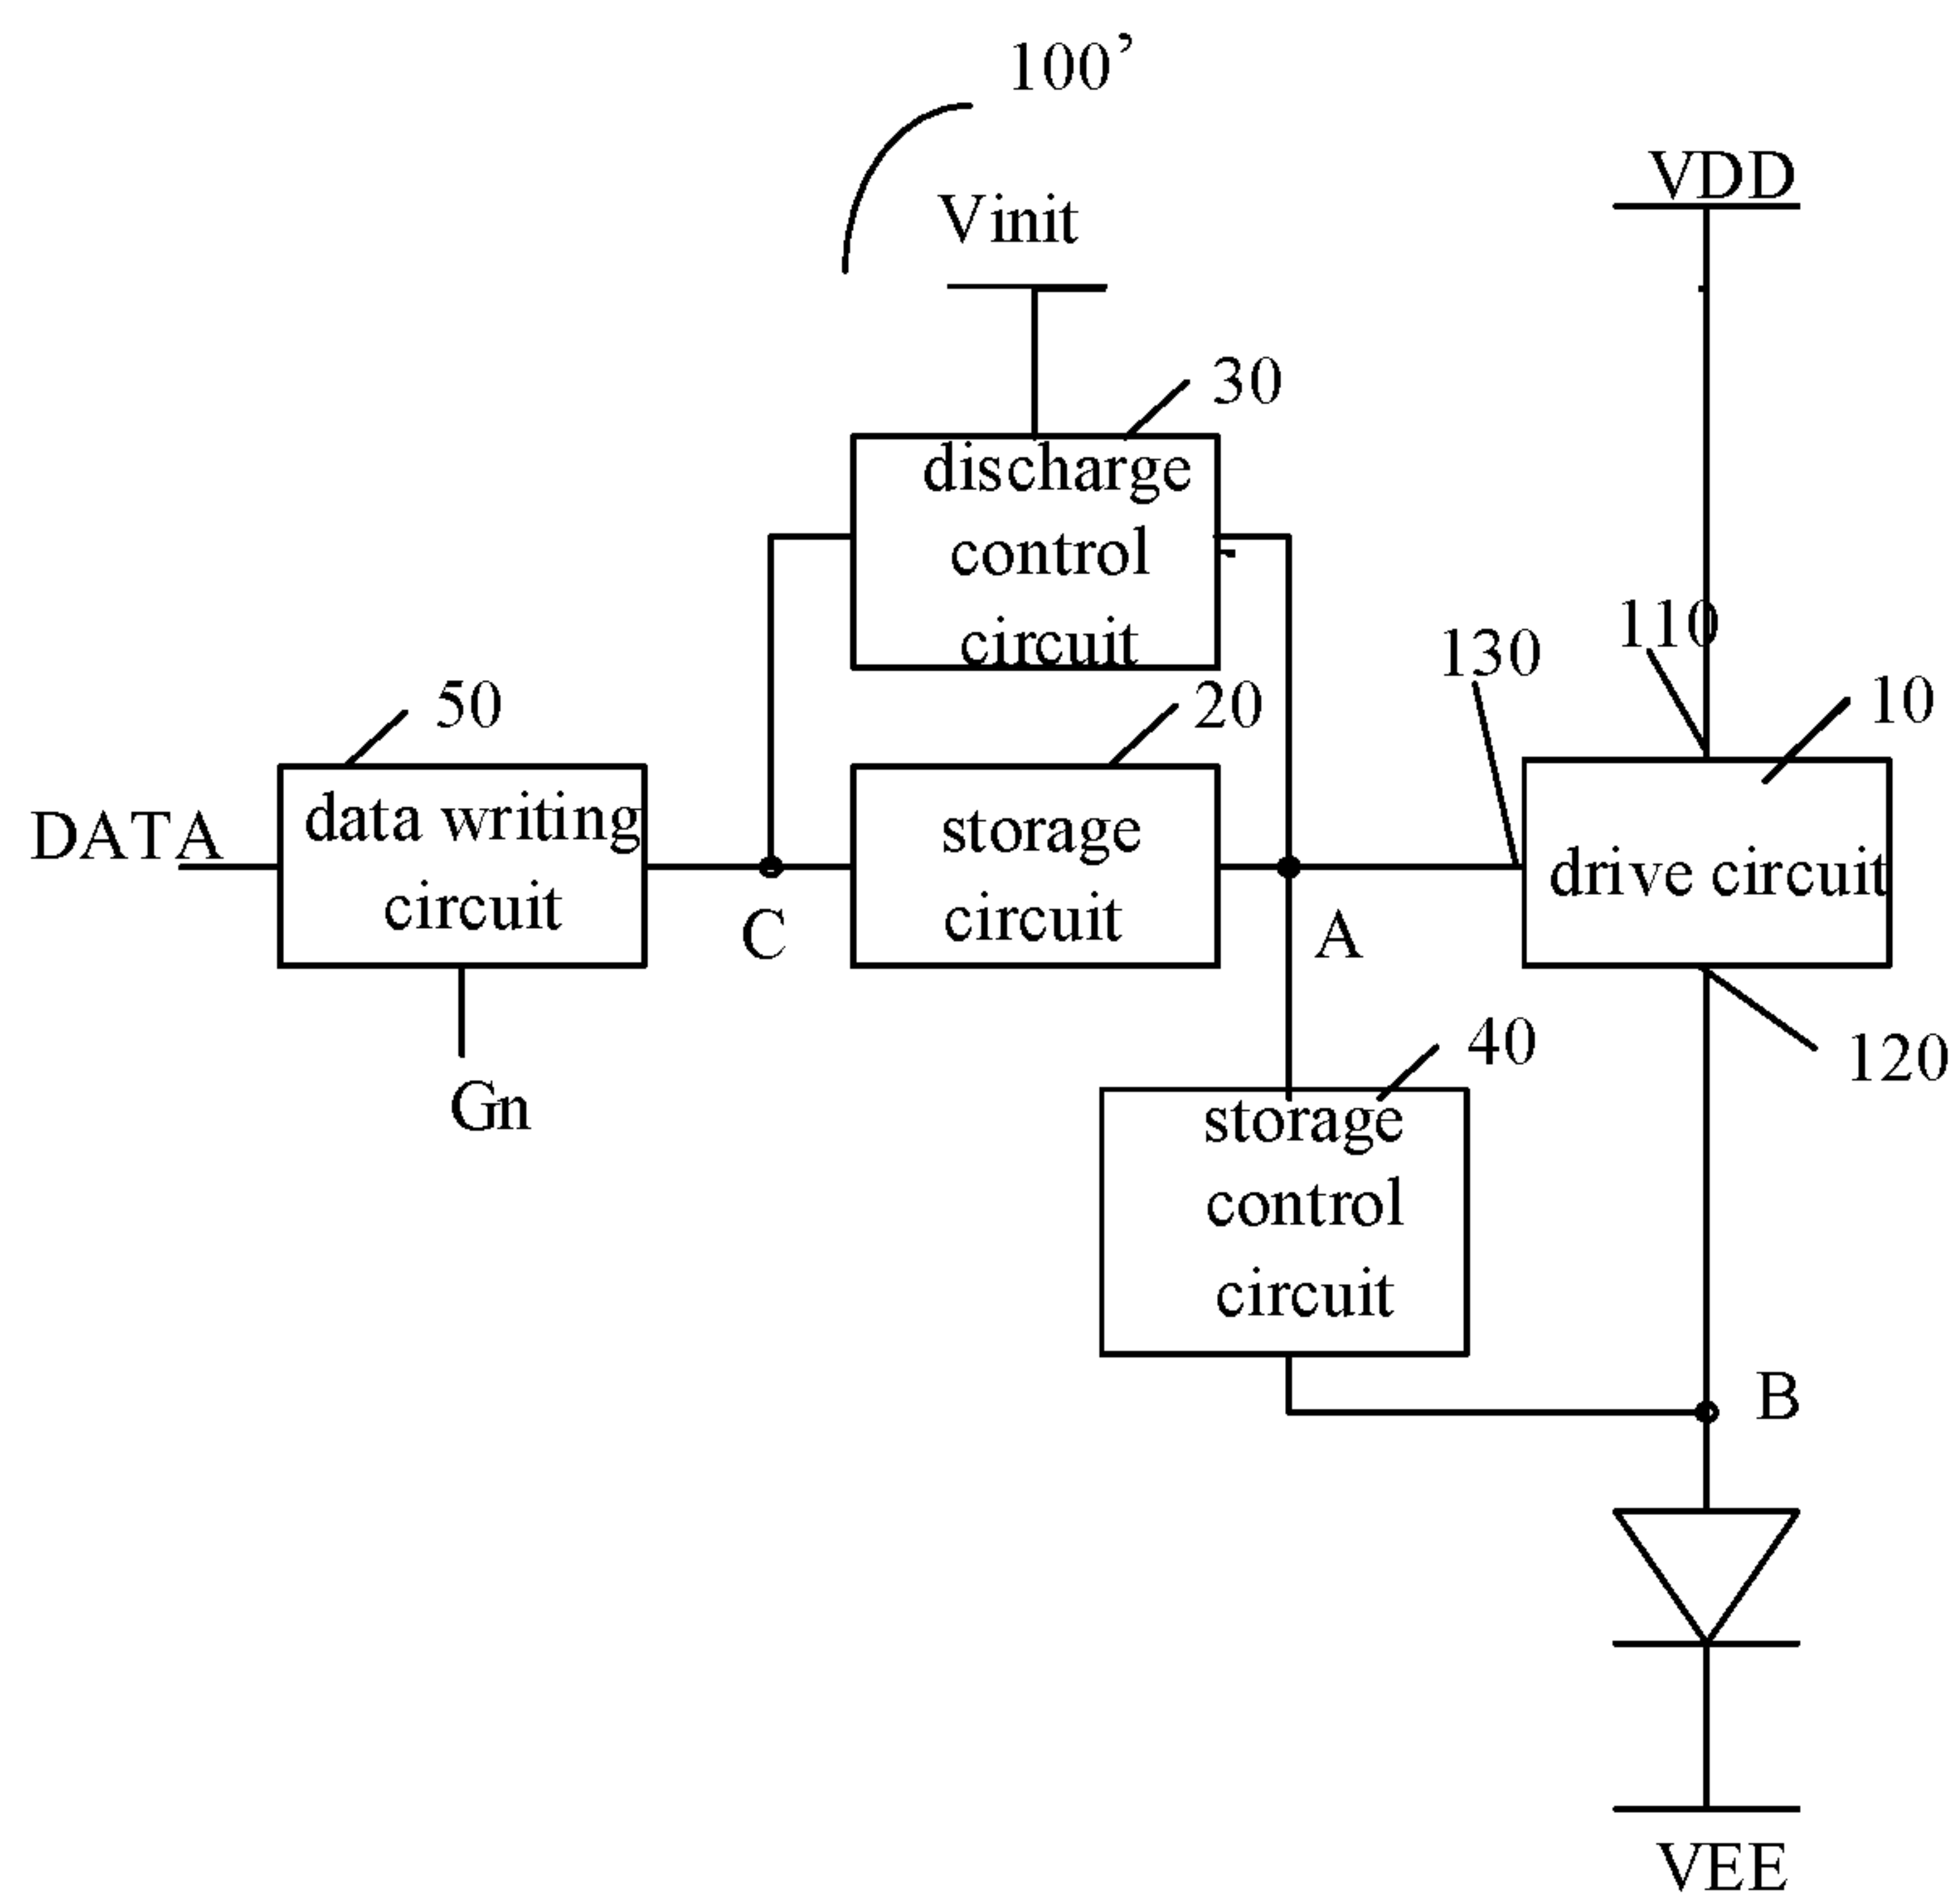 100’
VDD
Vinit
30
discharge
control
circuit
110
130
10
50
20
data writing
circuit
DATA
storage
circuit
drive circuit
C
A
40
120
Gn
storage
control
circuit
B
VEE